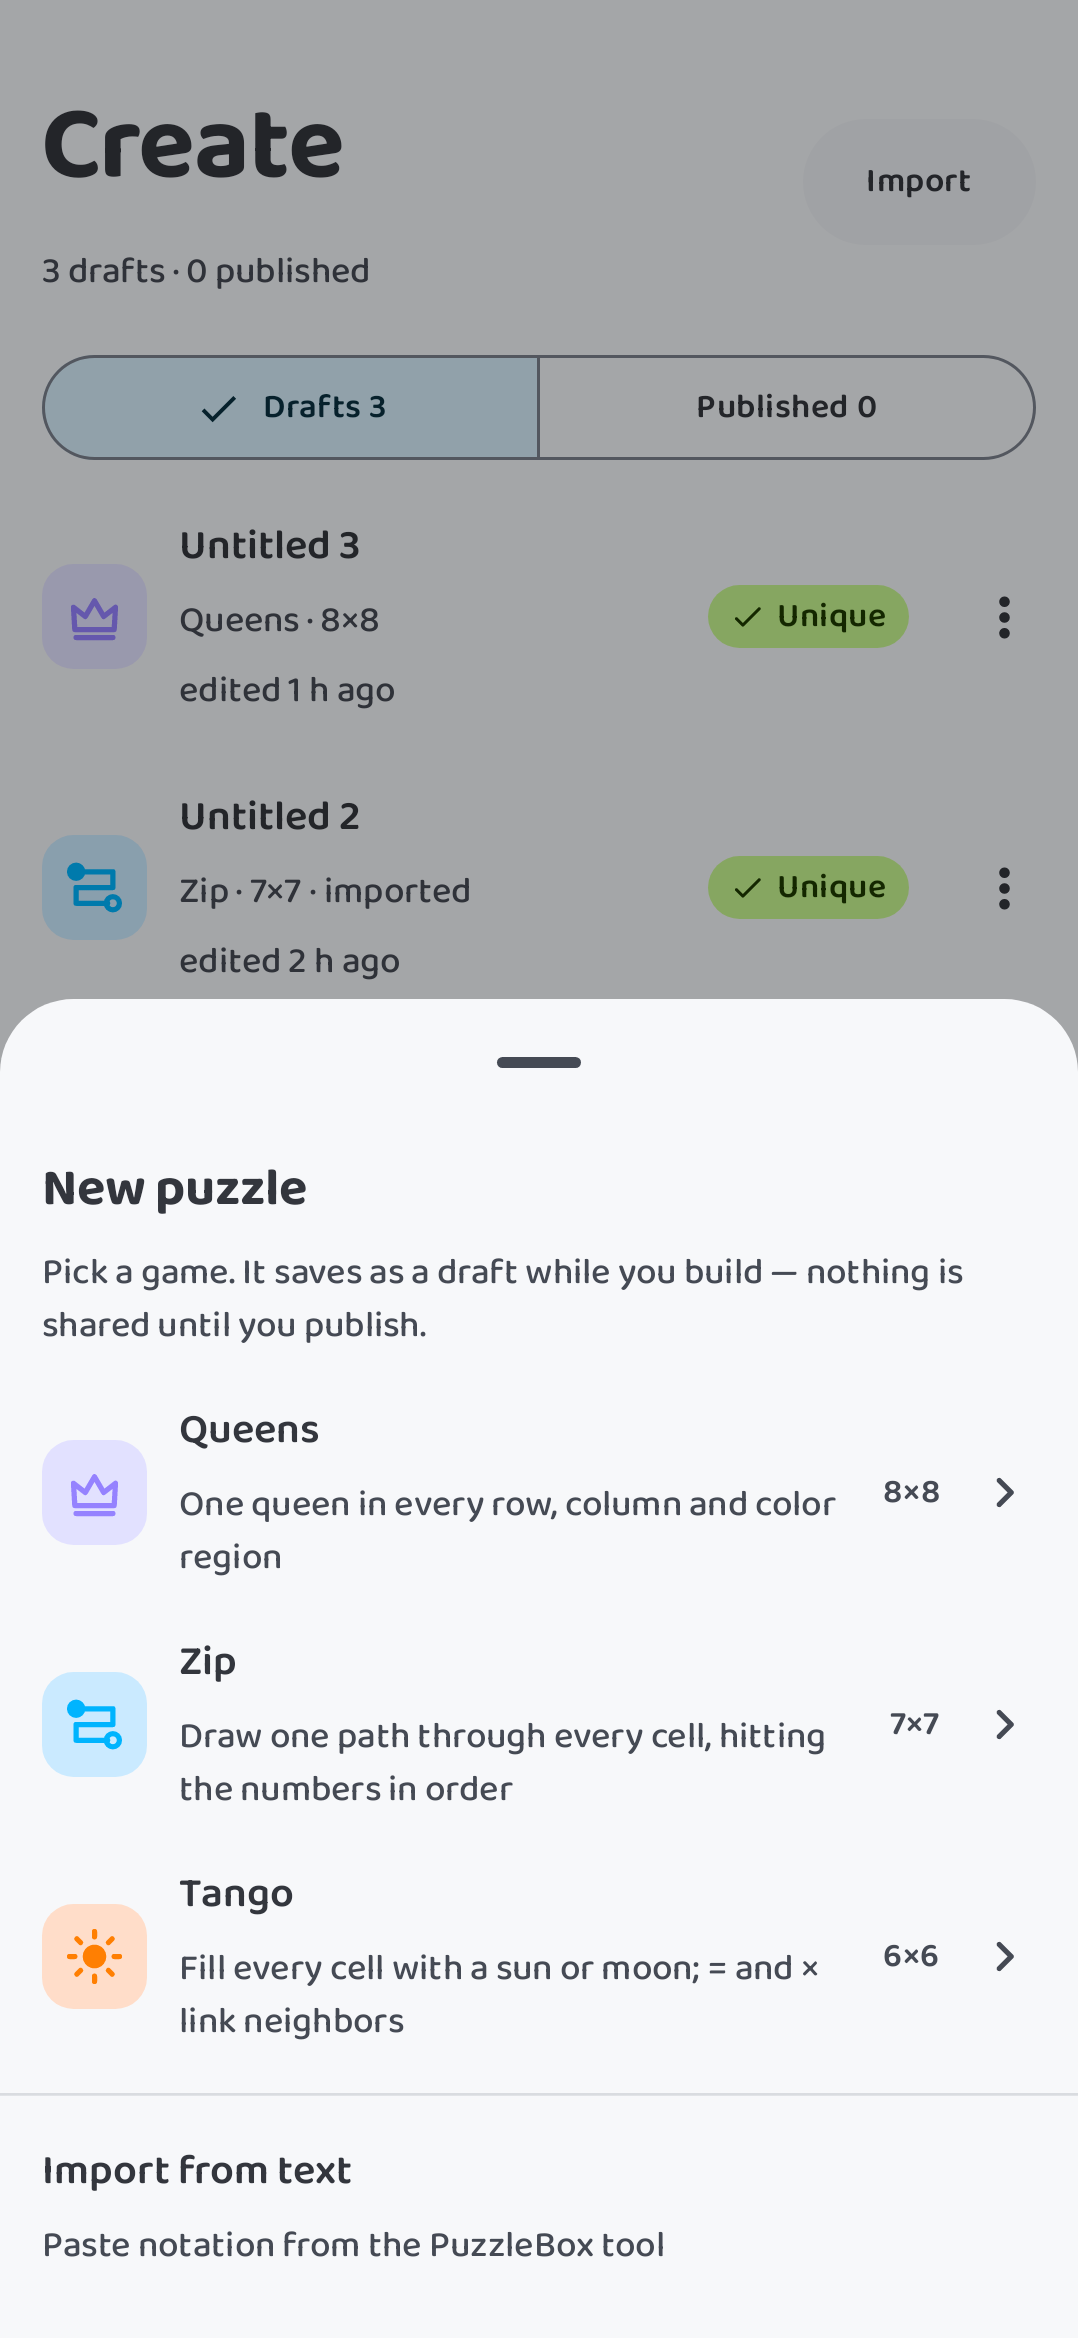 Create
Import
3 drafts · 0 published
Drafts 3
Published 0
Untitled 3
Queens · 8×8
edited 1 h ago
Unique
Untitled 2
Zip · 7×7 · imported
edited 2 h ago
Unique
New puzzle
Pick a game. It saves as a draft while you build — nothing is
shared until you publish.
Queens
One queen in every row, column and color
region
8×8
Zip
Draw one path through every cell, hitting
the numbers in order
7×7
Tango
Fill every cell with a sun or moon; = and ×
link neighbors
6×6
Import from text
Paste notation from the PuzzleBox tool